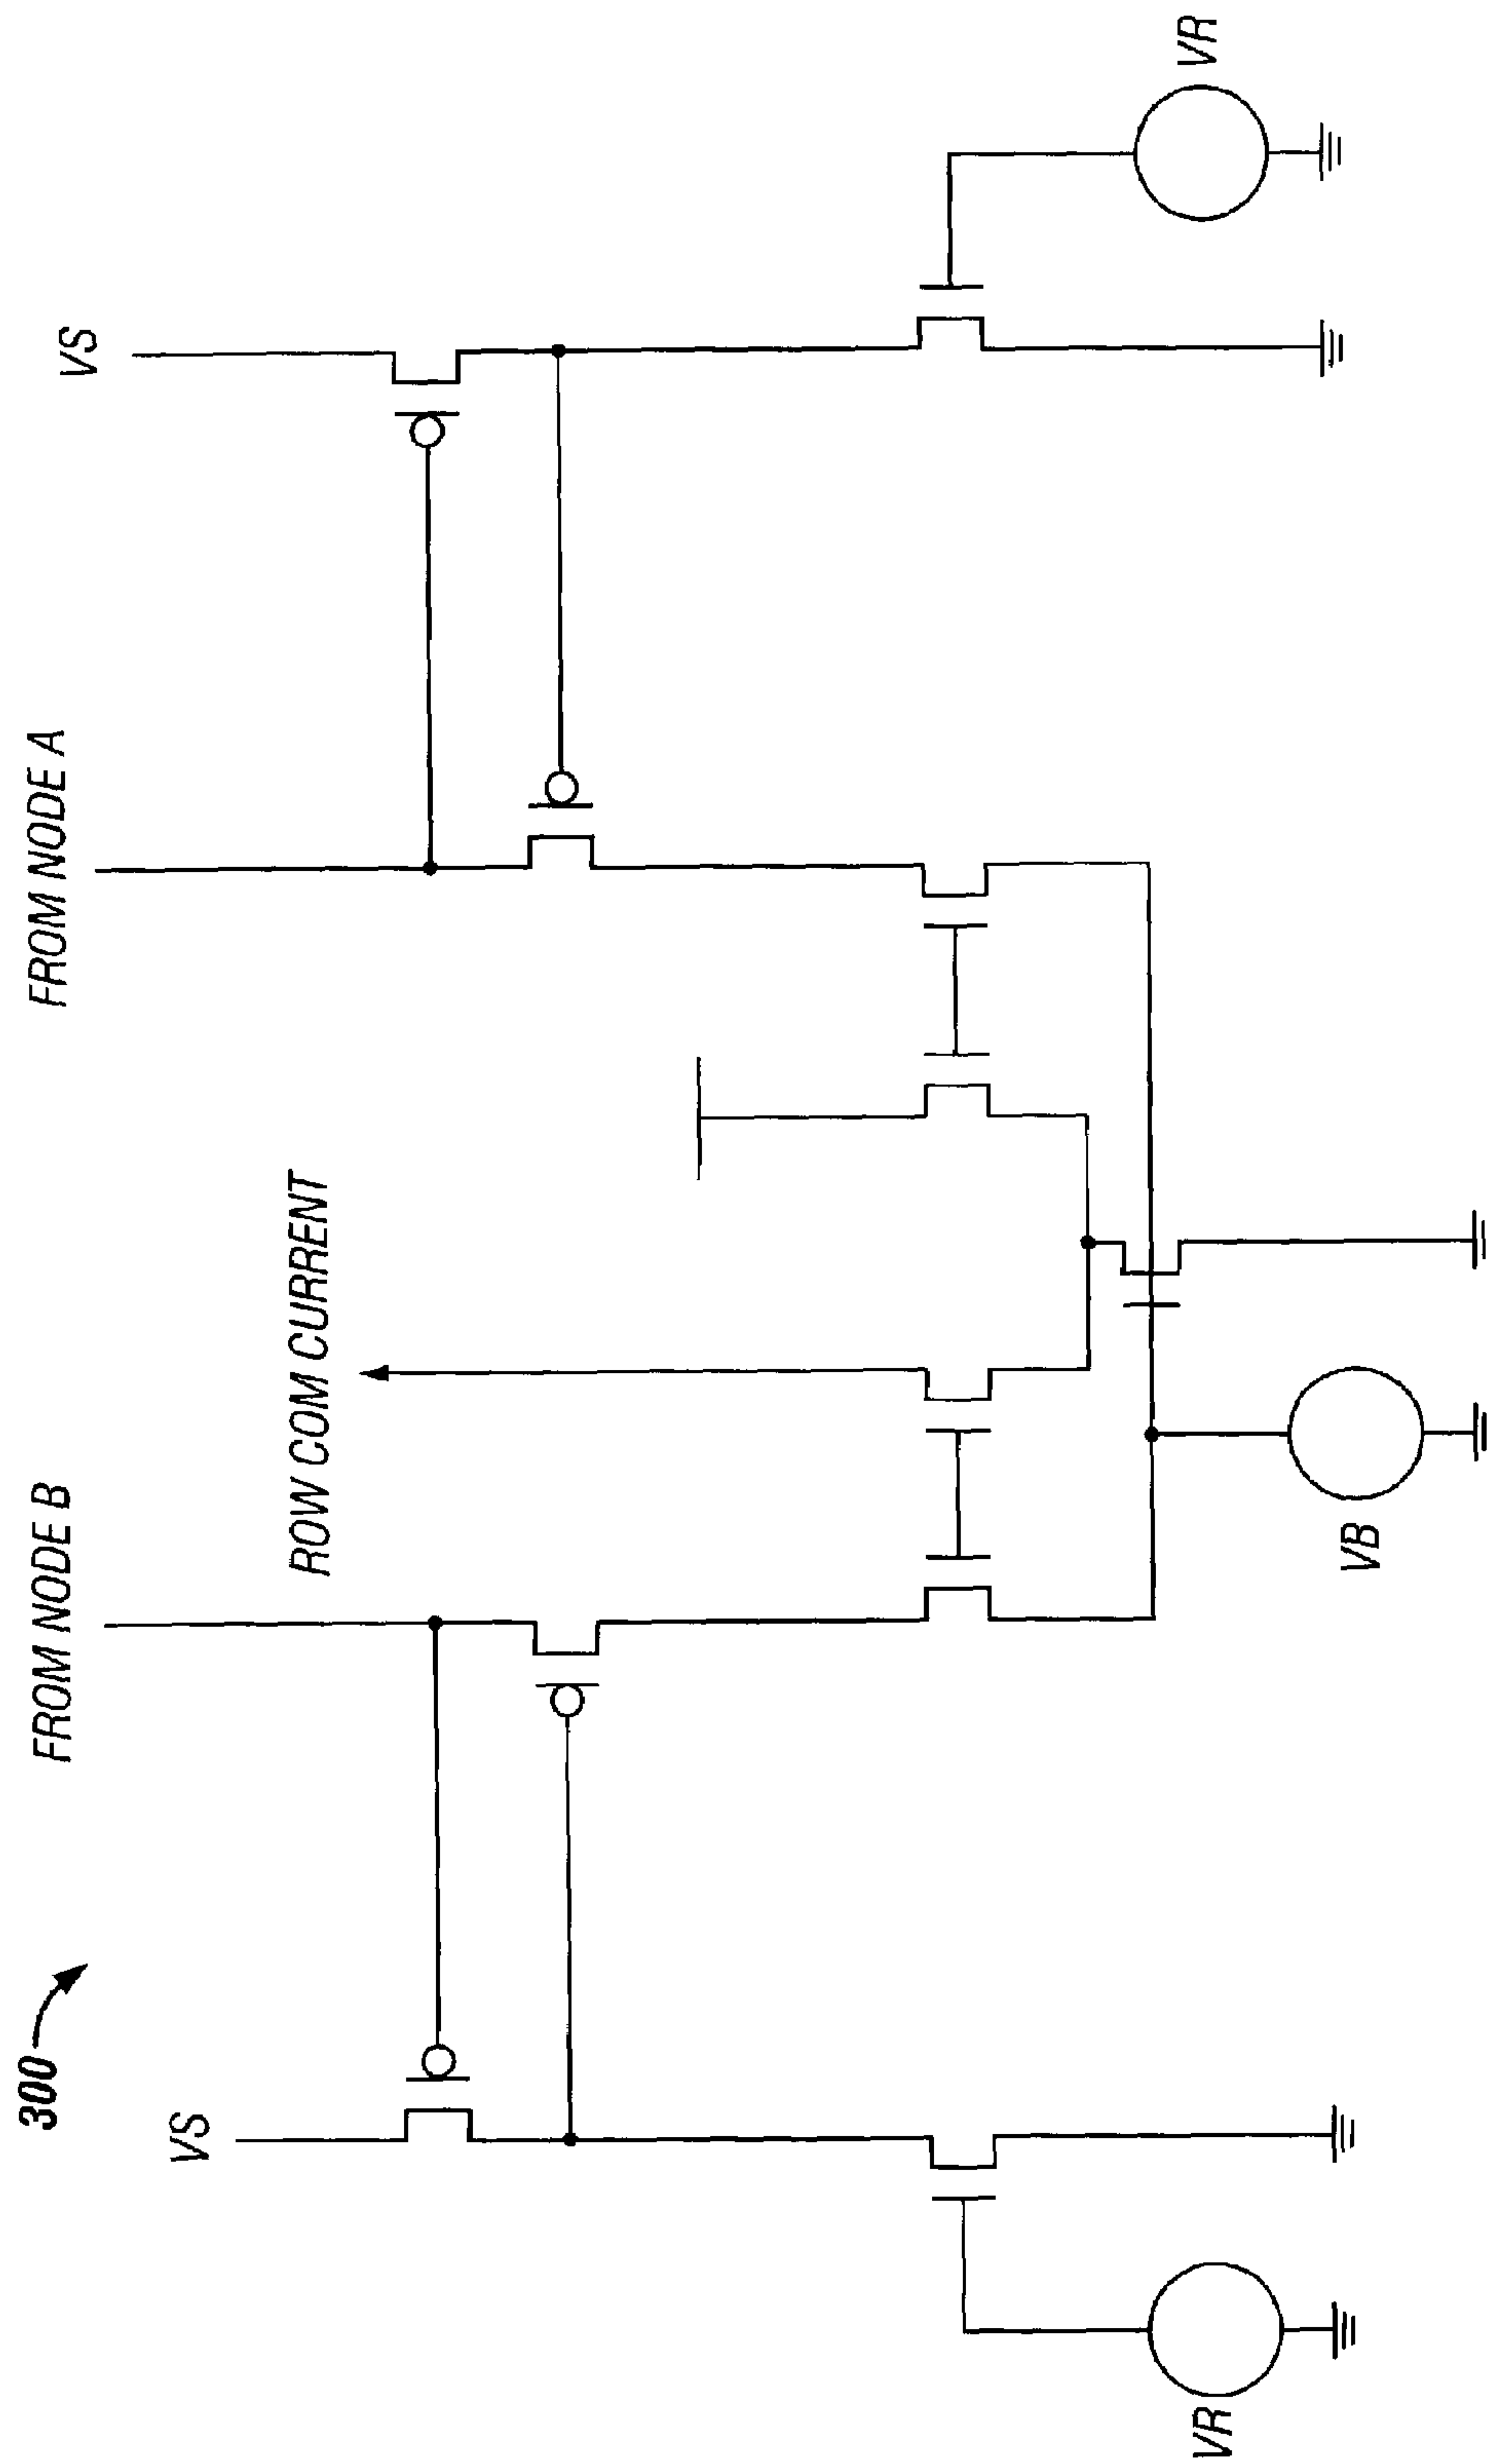 300
VS
FROM NODE B
ROW COM CURRENT
FROM NODE A
VS
VR
VB
VR